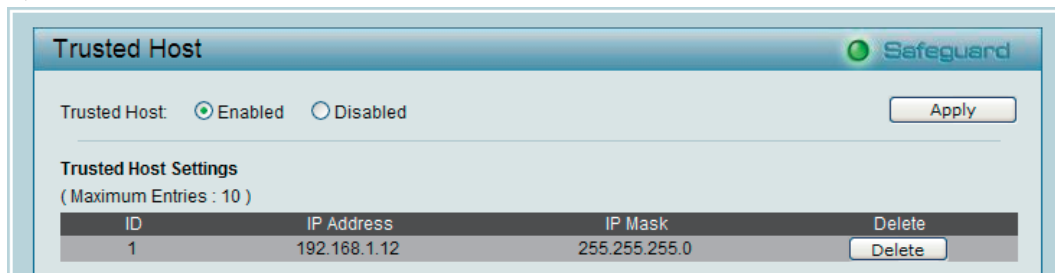 Trusted Host Safeguard
Trusted Host: Enabled Disabled Apply
Trusted Host Settings
( Maximum Entries : 10 )
ID IP Address IP Mask Delete
1 192.168.1.12 255.255.255.0 Delete